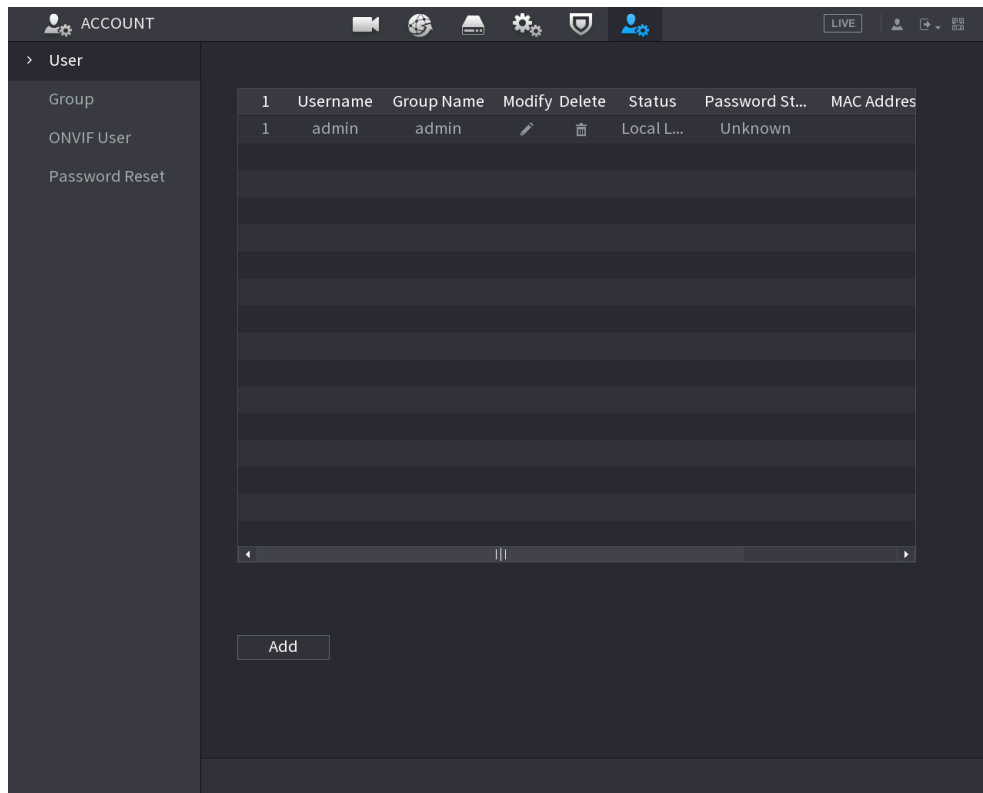 ACCOUNT LIVE
User
Group
ONVIF User
Password Reset
1 Username Group Name Modify Delete Status Password St... MAC Addres
1 admin admin Local L... Unknown
Add